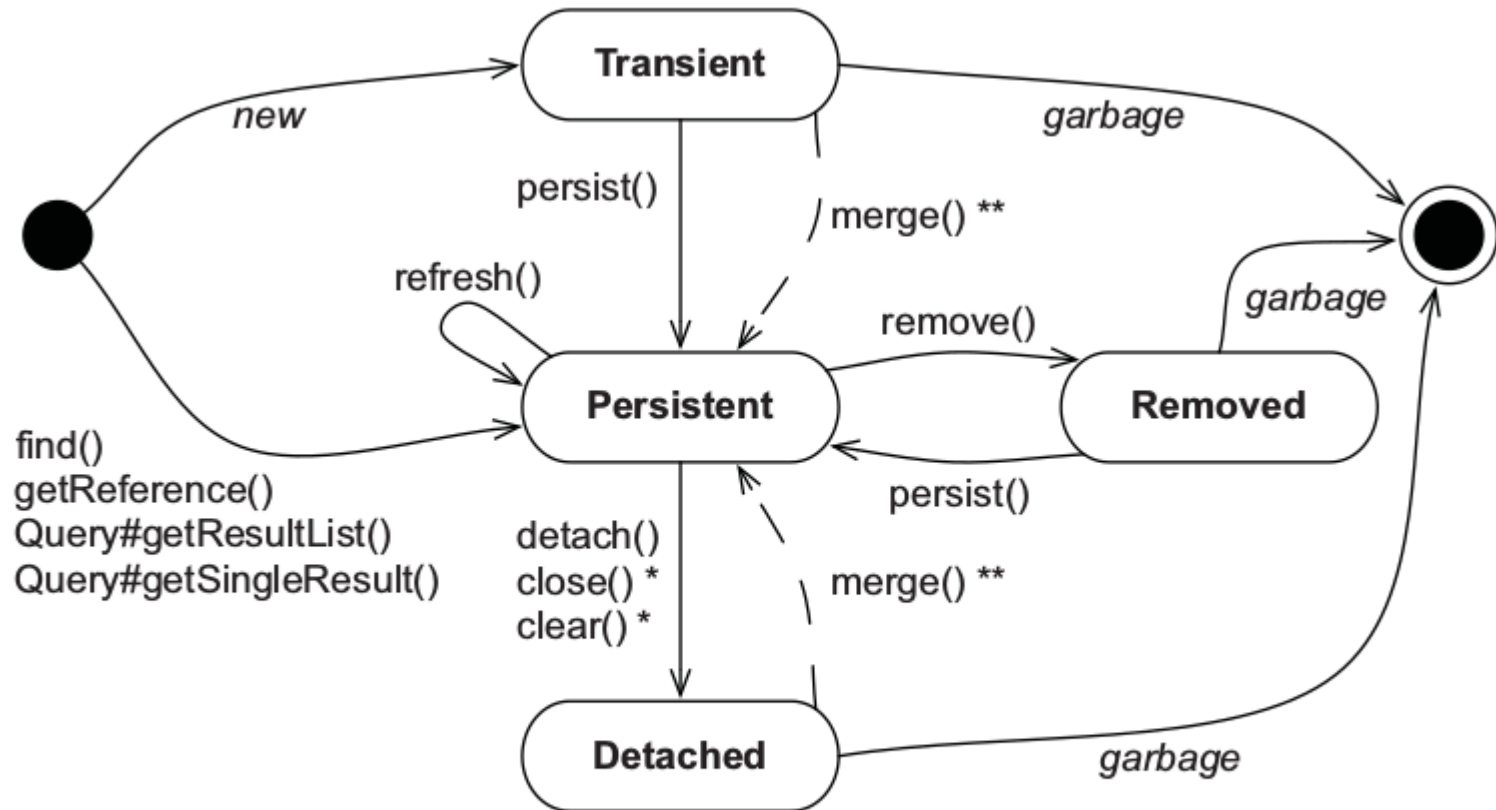 Transient
new
garbage
persist()
merge() **
refresh()
remove()
garbage
Persistent
Removed
find()
getReference()
Query#getResultList()
Query#getSingleResult()
persist()
detach()
close() *
clear() *
merge() **
Detached
garbage